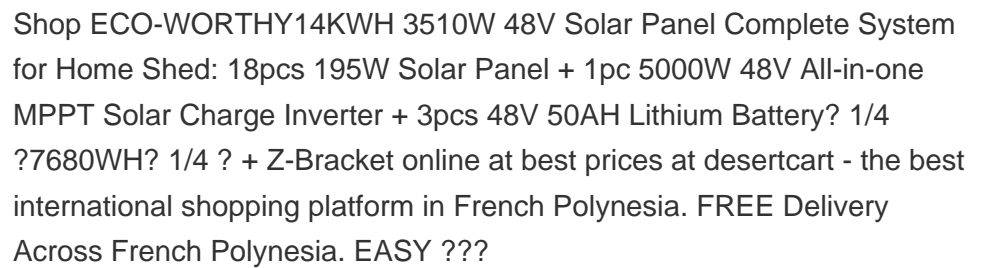 Shop ECO-WORTHY14KWH 3510W 48V Solar Panel Complete System
for Home Shed: 18pcs 195W Solar Panel + 1pc 5000W 48V All-in-one
MPPT Solar Charge Inverter + 3pcs 48V 50AH Lithium Battery? 1/4
?7680WH? 1/4 ? + Z-Bracket online at best prices at desertcart - the best
international shopping platform in French Polynesia. FREE Delivery
Across French Polynesia. EASY ???